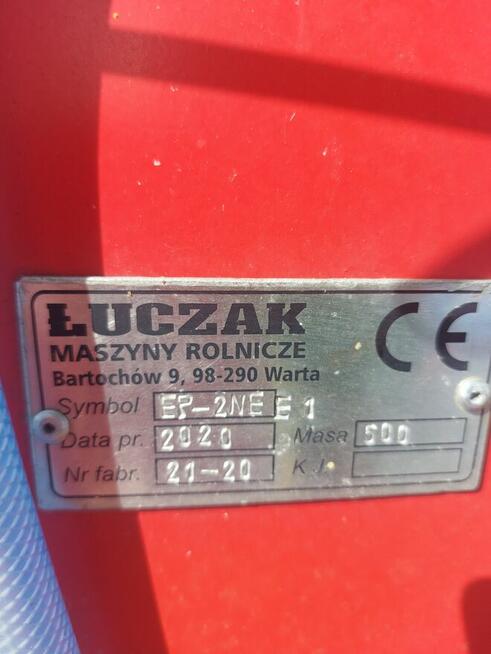 ŁUCZAK
MASZYNY ROLNICZE
Bartochów 9, 98-290 Warta
CE
Symbol EP-2NE E1
Data pr. 2020 Masa 500
Nr fabr. 21-20 K.J.